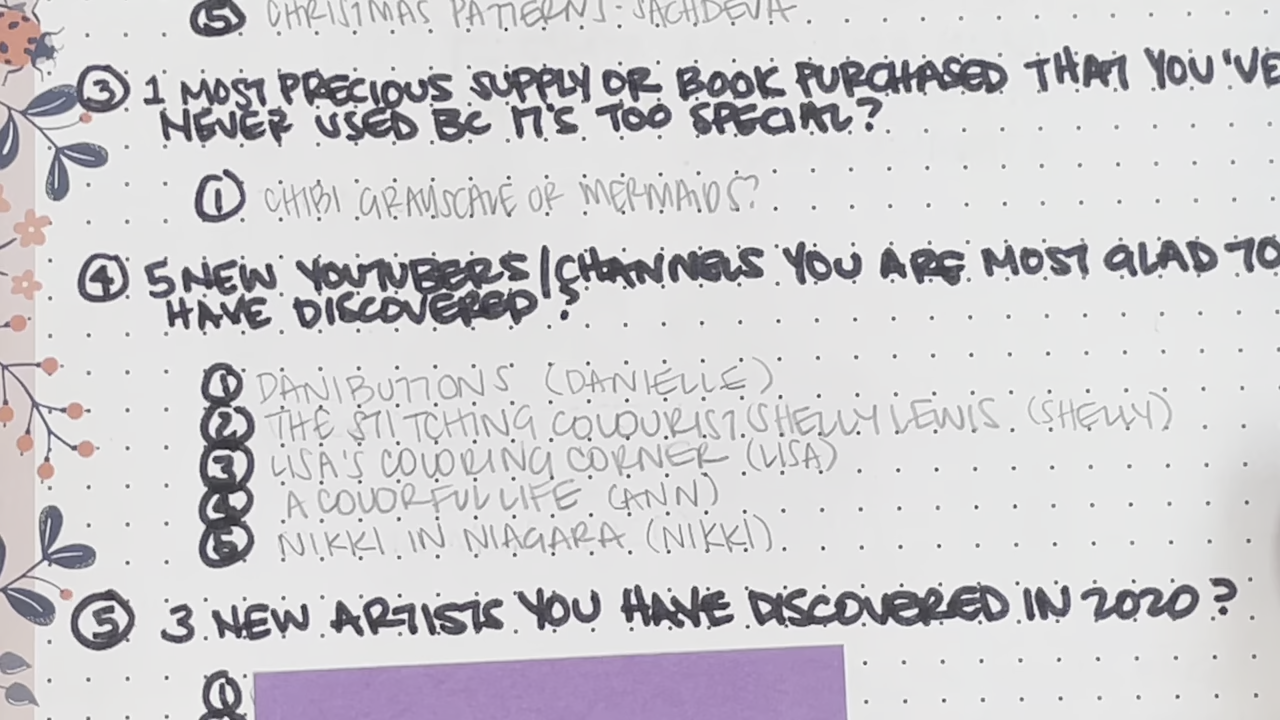 ⑤ CHRISTMAS PATTERNS: SACHDEVA
③ 1 MOST PRECIOUS SUPPLY OR BOOK PURCHASED THAT YOU'VE
NEVER USED BC IT'S TOO SPECIAL?
① CHIBI GRAYSCALE OR MERMAIDS?
④ 5 NEW YOUTUBERS/CHANNELS YOU ARE MOST GLAD TO
HAVE DISCOVERED?
① DANIBUTTONS (DANIELLE)
② THE STITCHING COLOURIST/SHELLY LEWIS (SHELLY)
③ LISA'S COLORING CORNER (LISA)
④ A COLORFUL LIFE (ANN)
⑤ NIKKI IN NIAGARA (NIKKI)
⑤ 3 NEW ARTISTS YOU HAVE DISCOVERED IN 2020?
①